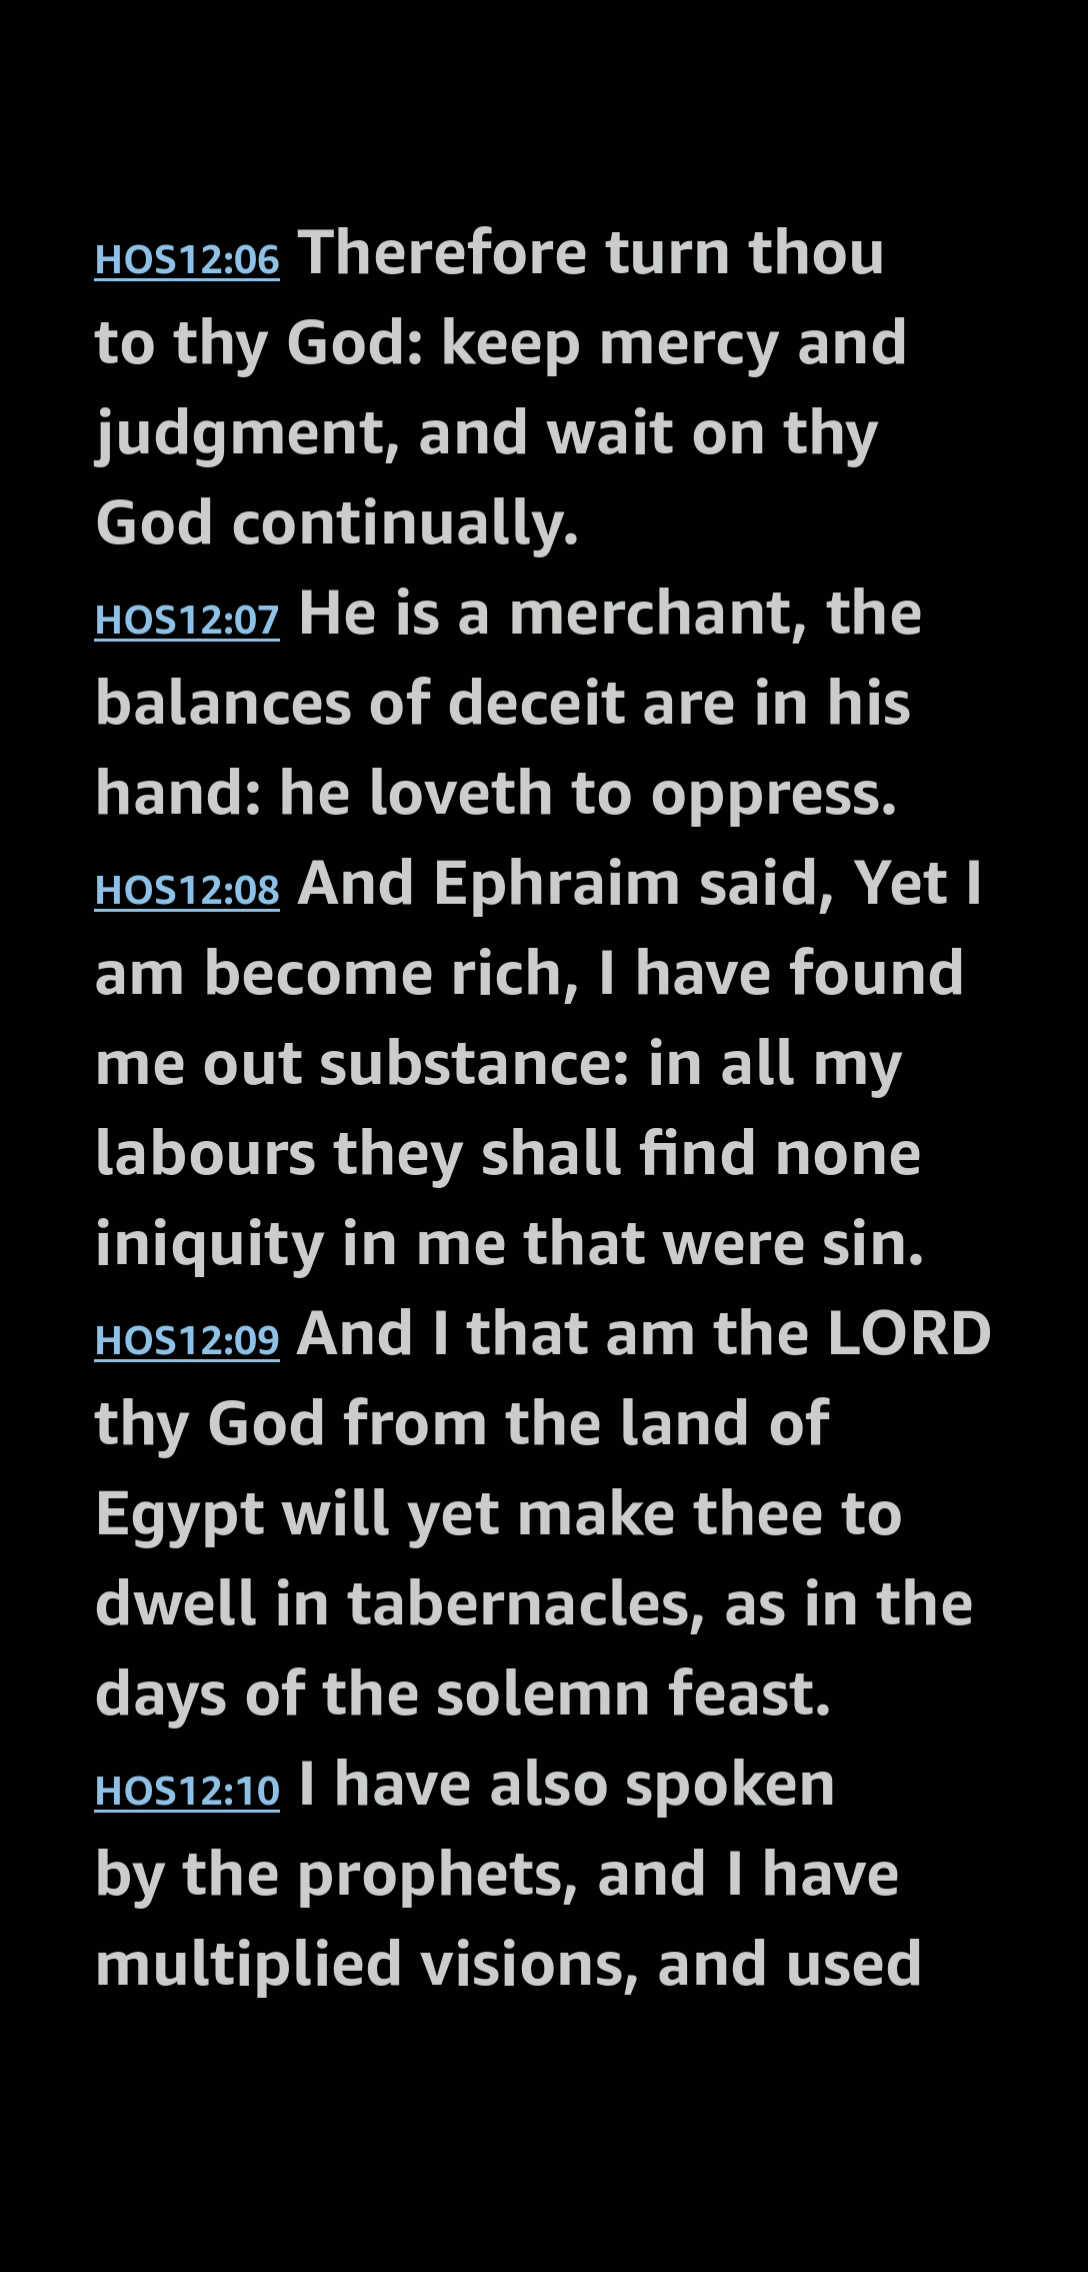 HOS12:06 Therefore turn thou
to thy God: keep mercy and
judgment, and wait on thy
God continually.
HOS12:07 He is a merchant, the
balances of deceit are in his
hand: he loveth to oppress.
HOS12:08 And Ephraim said, Yet I
am become rich, I have found
me out substance: in all my
labours they shall find none
iniquity in me that were sin.
HOS12:09 And I that am the LORD
thy God from the land of
Egypt will yet make thee to
dwell in tabernacles, as in the
days of the solemn feast.
HOS12:10 I have also spoken
by the prophets, and I have
multiplied visions, and used